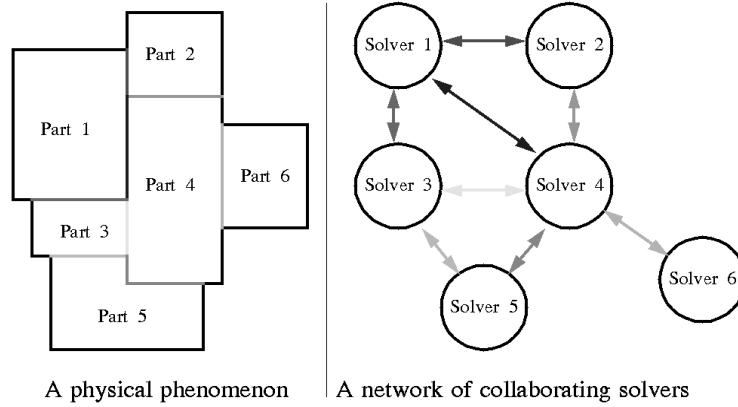 Part 1
Part 2
Part 3
Part 4
Part 5
Part 6
A physical phenomenon
Solver 1
Solver 2
Solver 3
Solver 4
Solver 5
Solver 6
A network of collaborating solvers